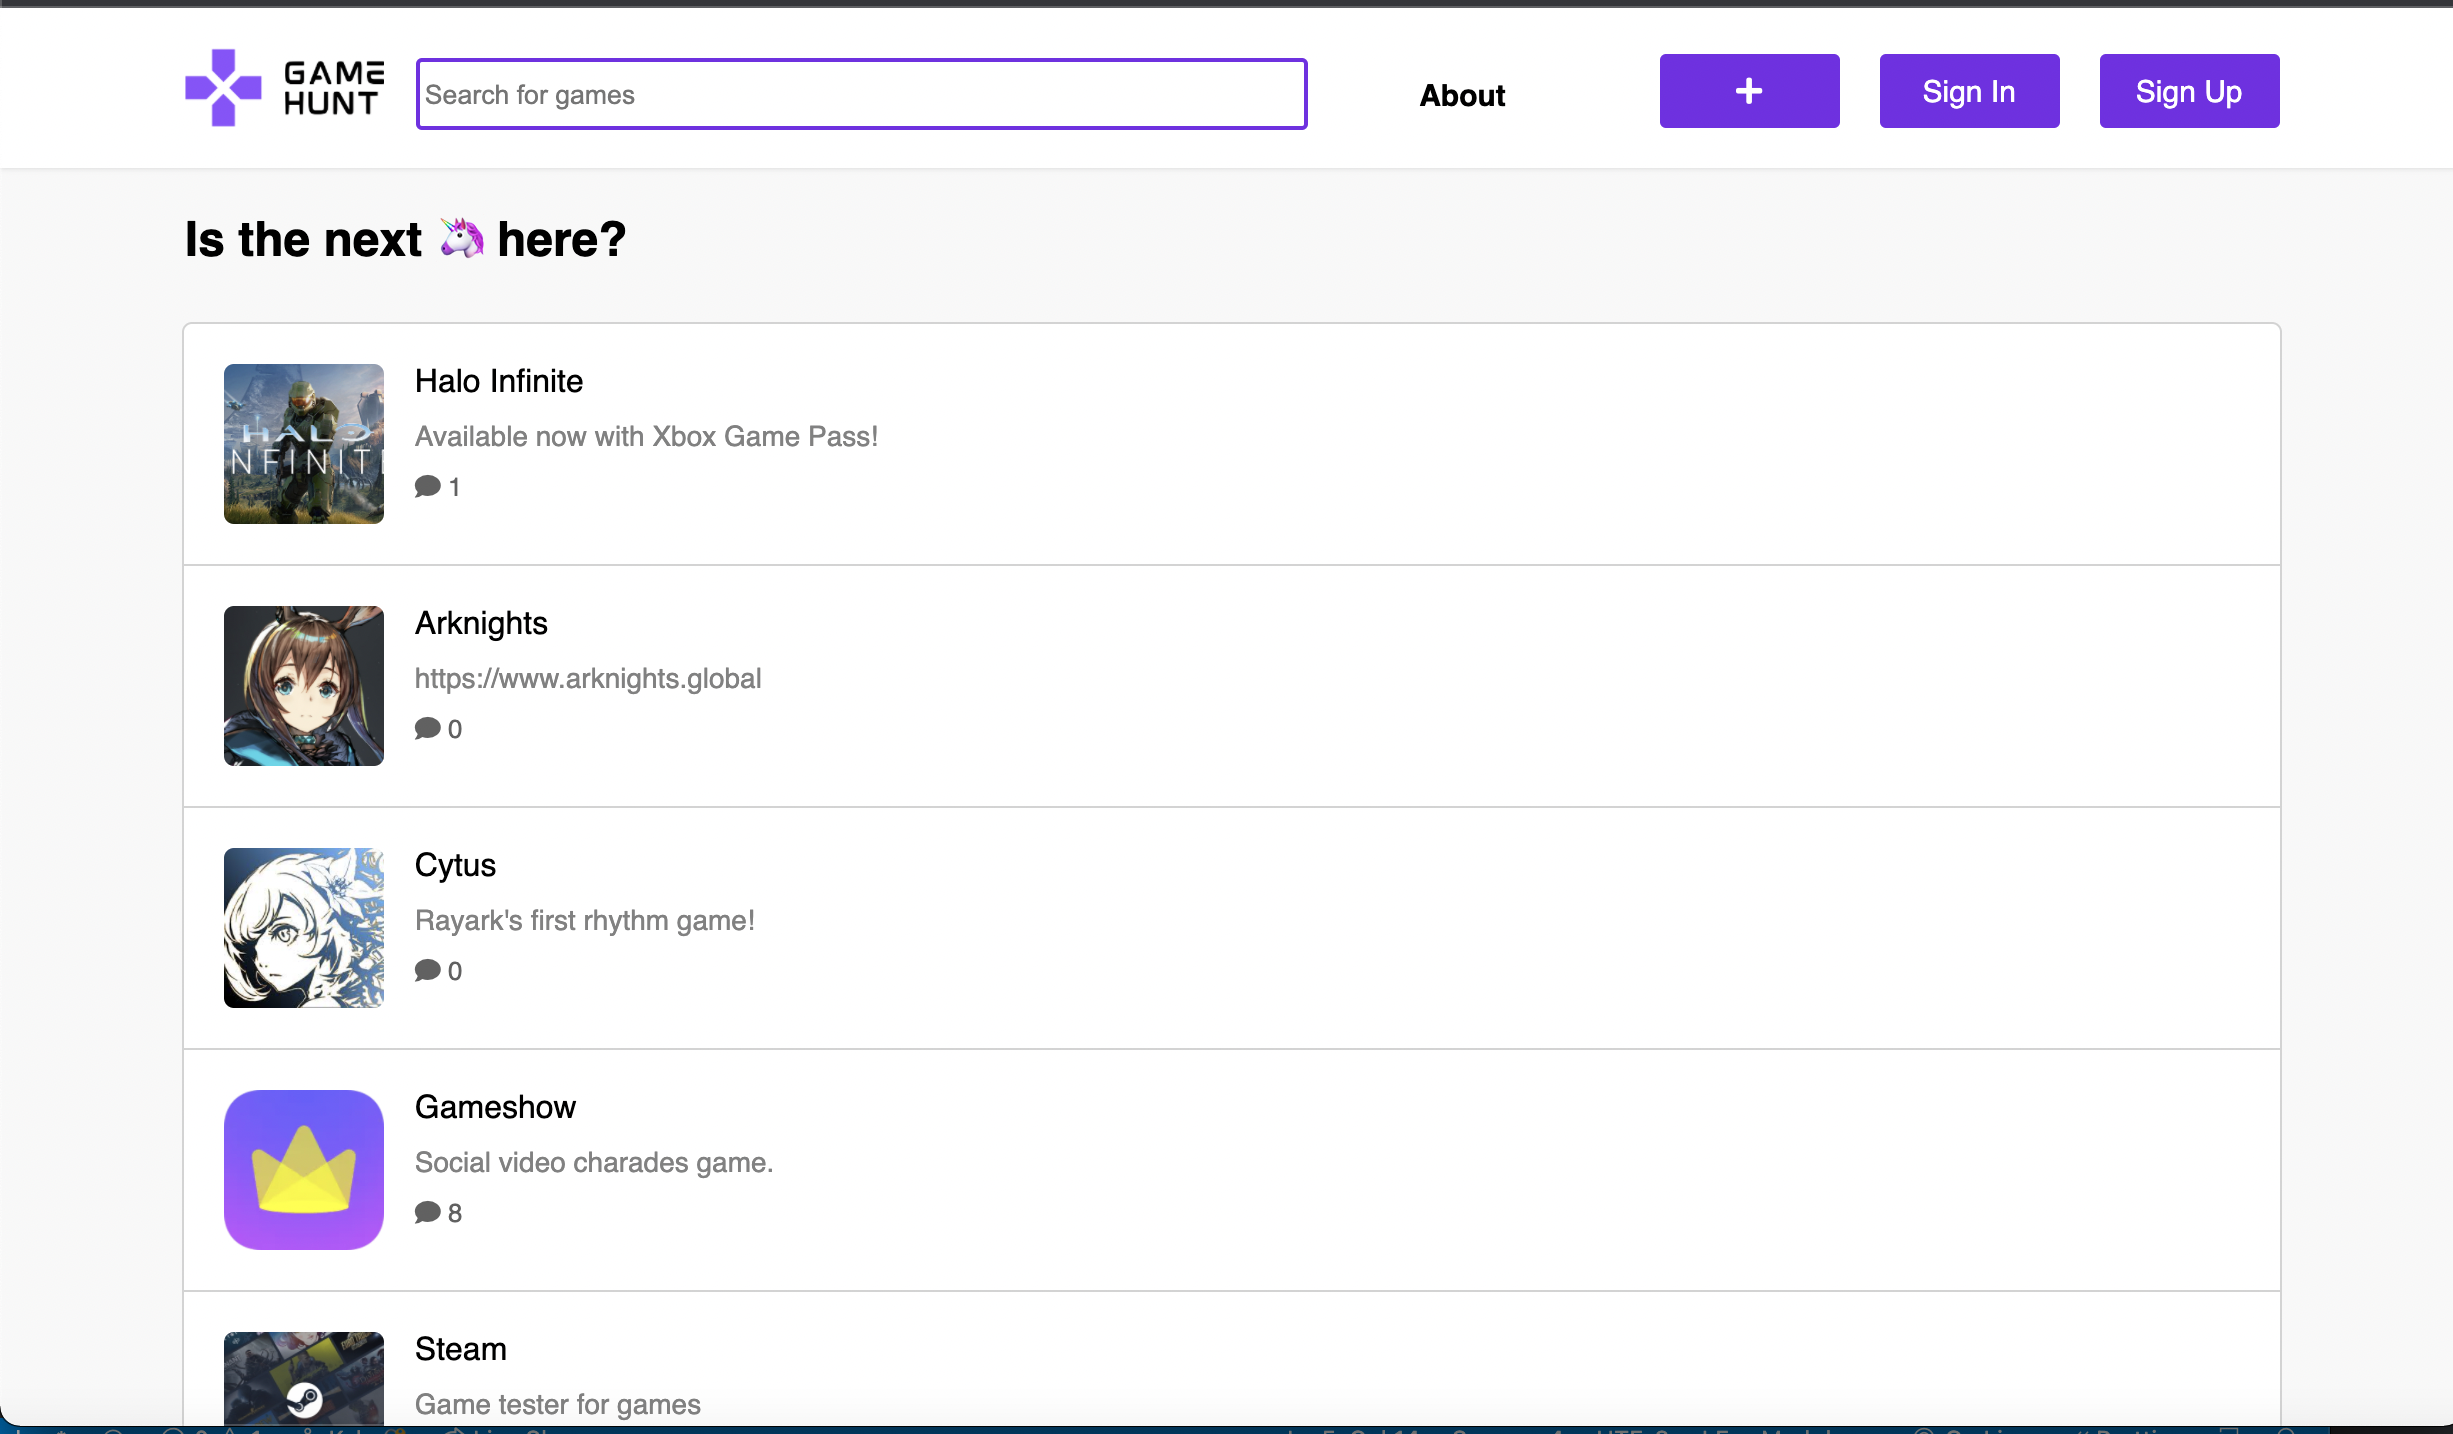 GAME
HUNT
Search for games
About
+
Sign In
Sign Up
Is the next 🦄 here?
HALO
INFINITE
Halo Infinite
Available now with Xbox Game Pass!
1
Arknights
https://www.arknights.global
0
Cytus
Rayark's first rhythm game!
0
Gameshow
Social video charades game.
8
Steam
Game tester for games